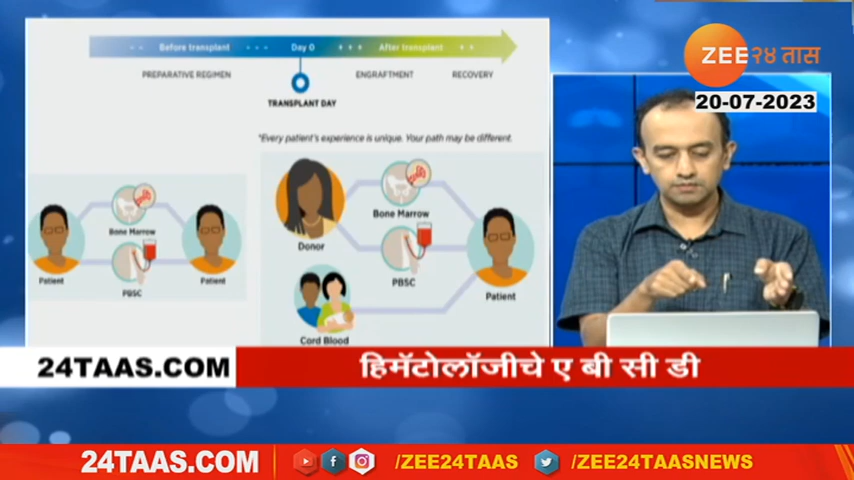 Before transplant
Day 0
After transplant
PREPARATIVE REGIMEN
ENGRAFTMENT
RECOVERY
TRANSPLANT DAY
*Every patient's experience is unique. Your path may be different.
Bone Marrow
Patient
Patient
PBSC
Bone Marrow
Donor
PBSC
Patient
Cord Blood
ZEE २४ तास
20-07-2023
24TAAS.COM
हिमॅटोलॉजीचे ए बी सी डी
24TAAS.COM
/ZEE24TAAS
/ZEE24TAASNEWS